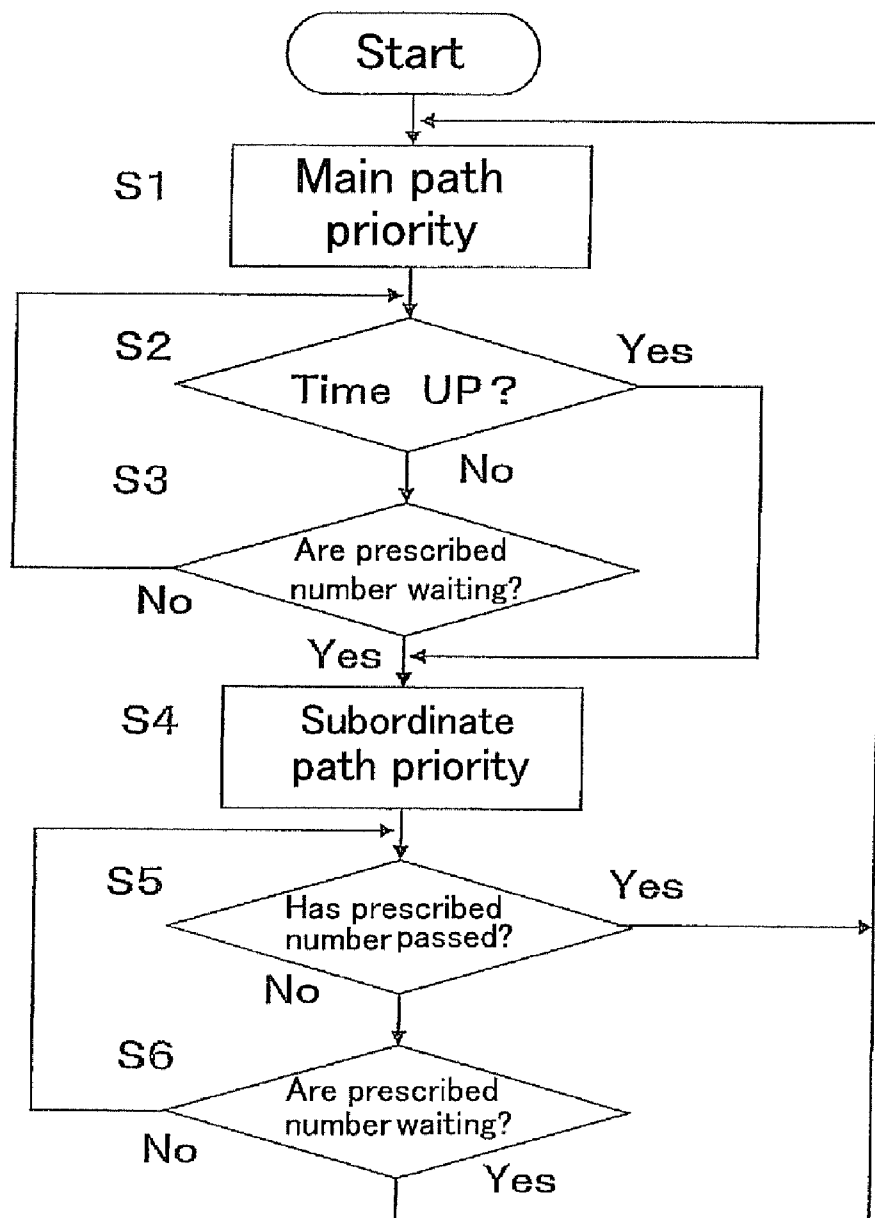 Start
S1
Main path
priority
S2
Yes
Time UP?
No
S3
Are prescribed
number waiting?
No
Yes
S4
Subordinate
path priority
S5
Yes
Has prescribed
number passed?
No
S6
Are prescribed
number waiting?
No
Yes